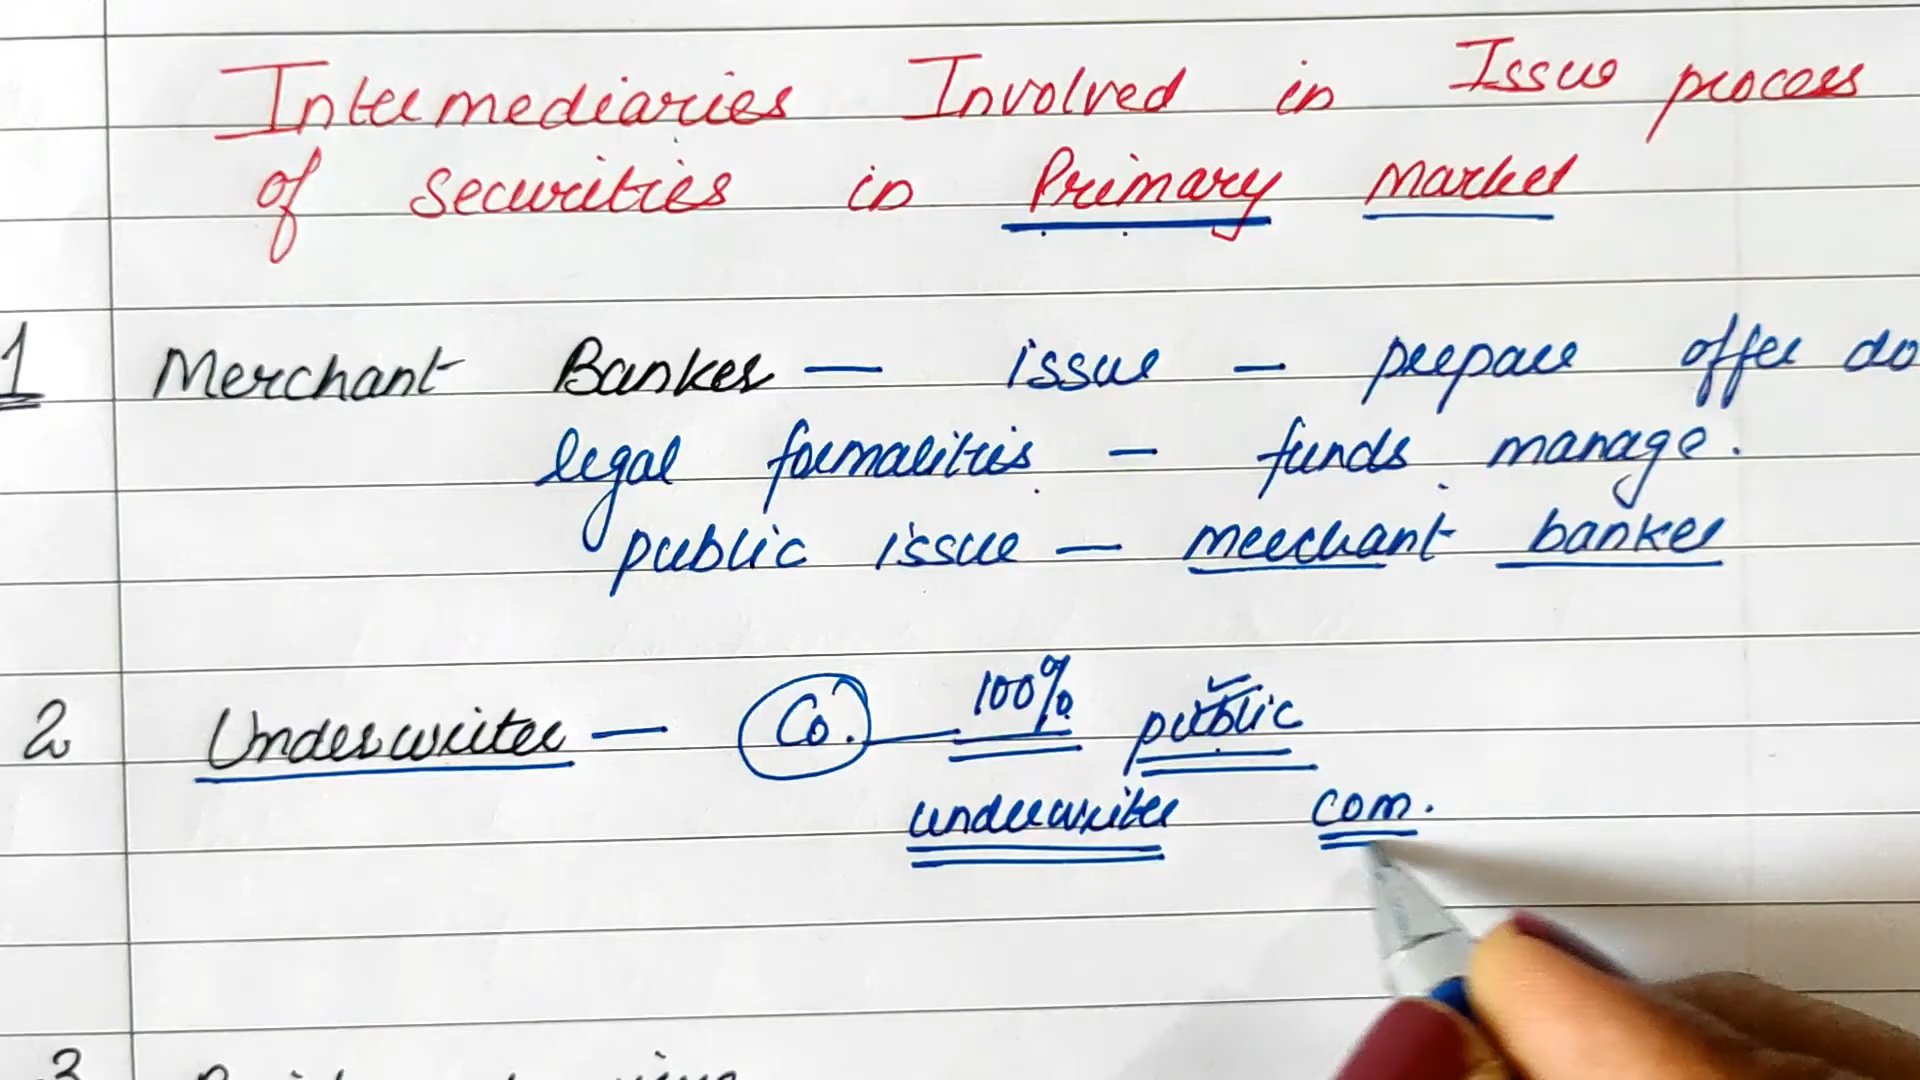 Intermediaries Involved in Issue process
of securities in Primary Market
1 Merchant Banker — issue — prepare offer do
legal formalities — funds manage.
public issue — merchant banker
2 Underwriter — Co. — 100% public
underwriter com.
3